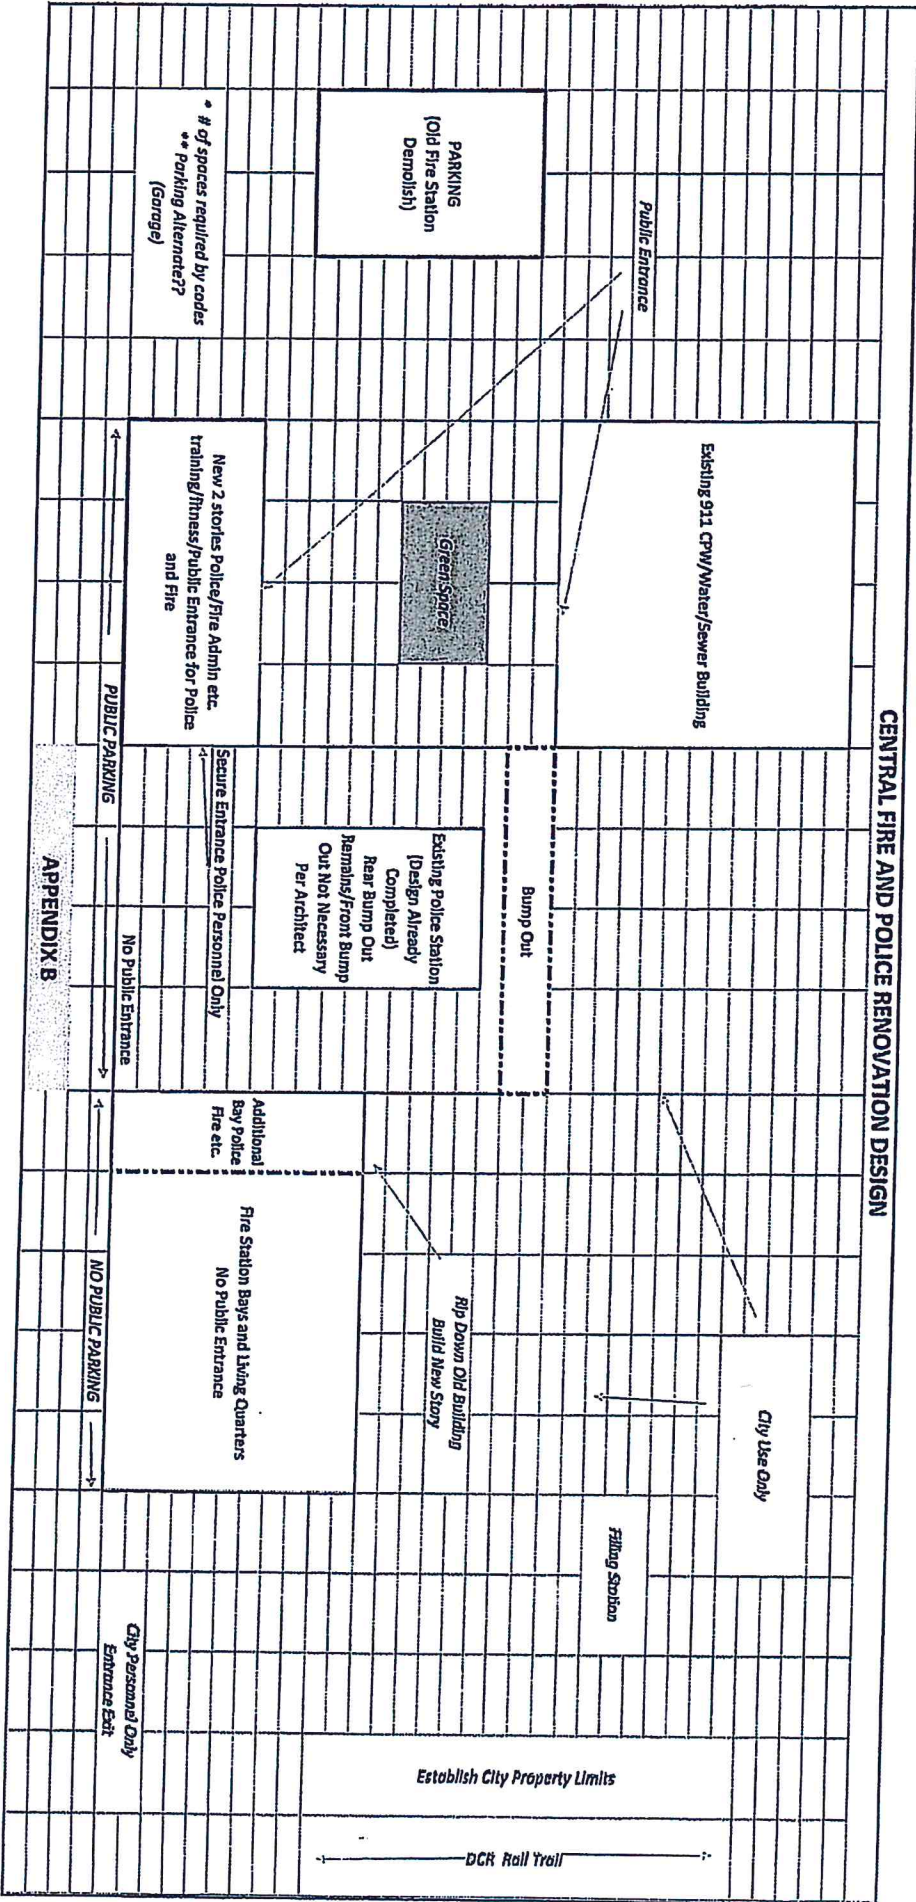 CENTRAL FIRE AND POLICE RENOVATION DESIGN
Existing 911 CPW/Water/Sewer Building
City Use Only
Public Entrance
Filling Station
PARKING
(Old Fire Station
Demolish)
(Green Space)
Bump Out
Rip Down Old Building
Build New Story
Establish City Property Limits
DCR Rail Trail
Existing Police Station
(Design Already
Completed)
Rear Bump Out
Remains/Front Bump
Out Not Necessary
Per Architect
* # of spaces required by codes
** Parking Alternate??
(Garage)
New 2 stories Police/Fire Admin etc.
training/fitness/Public Entrance for Police
and Fire
Secure Entrance Police Personnel Only
Additional
Bay Police
Fire etc.
Fire Station Bays and Living Quarters
No Public Entrance
No Public Entrance
City Personnel Only
Entrance Exit
PUBLIC PARKING
NO PUBLIC PARKING
APPENDIX B